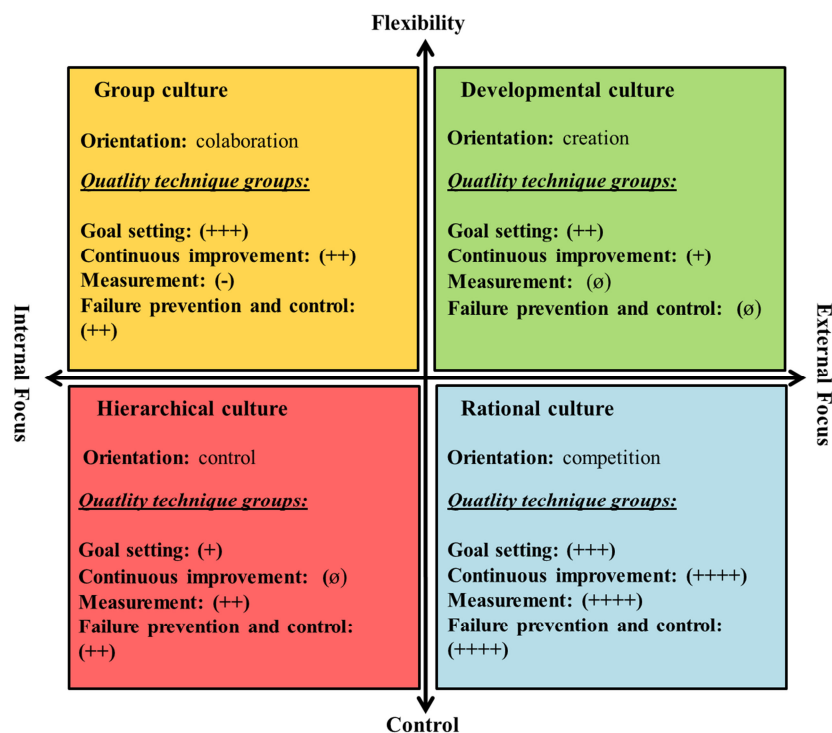 Flexibility
Group culture
Orientation: colaboration
Quatlity technique groups:
Goal setting: (+++)
Continuous improvement: (++)
Measurement: (-)
Failure prevention and control:
(++)
Developmental culture
Orientation: creation
Quatlity technique groups:
Goal setting: (++)
Continuous improvement: (+)
Measurement: (ø)
Failure prevention and control: (ø)
Internal Focus
External Focus
Hierarchical culture
Orientation: control
Quatlity technique groups:
Goal setting: (+)
Continuous improvement: (ø)
Measurement: (++)
Failure prevention and control:
(++)
Rational culture
Orientation: competition
Quatlity technique groups:
Goal setting: (+++)
Continuous improvement: (++++)
Measurement: (++++)
Failure prevention and control:
(++++)
Control